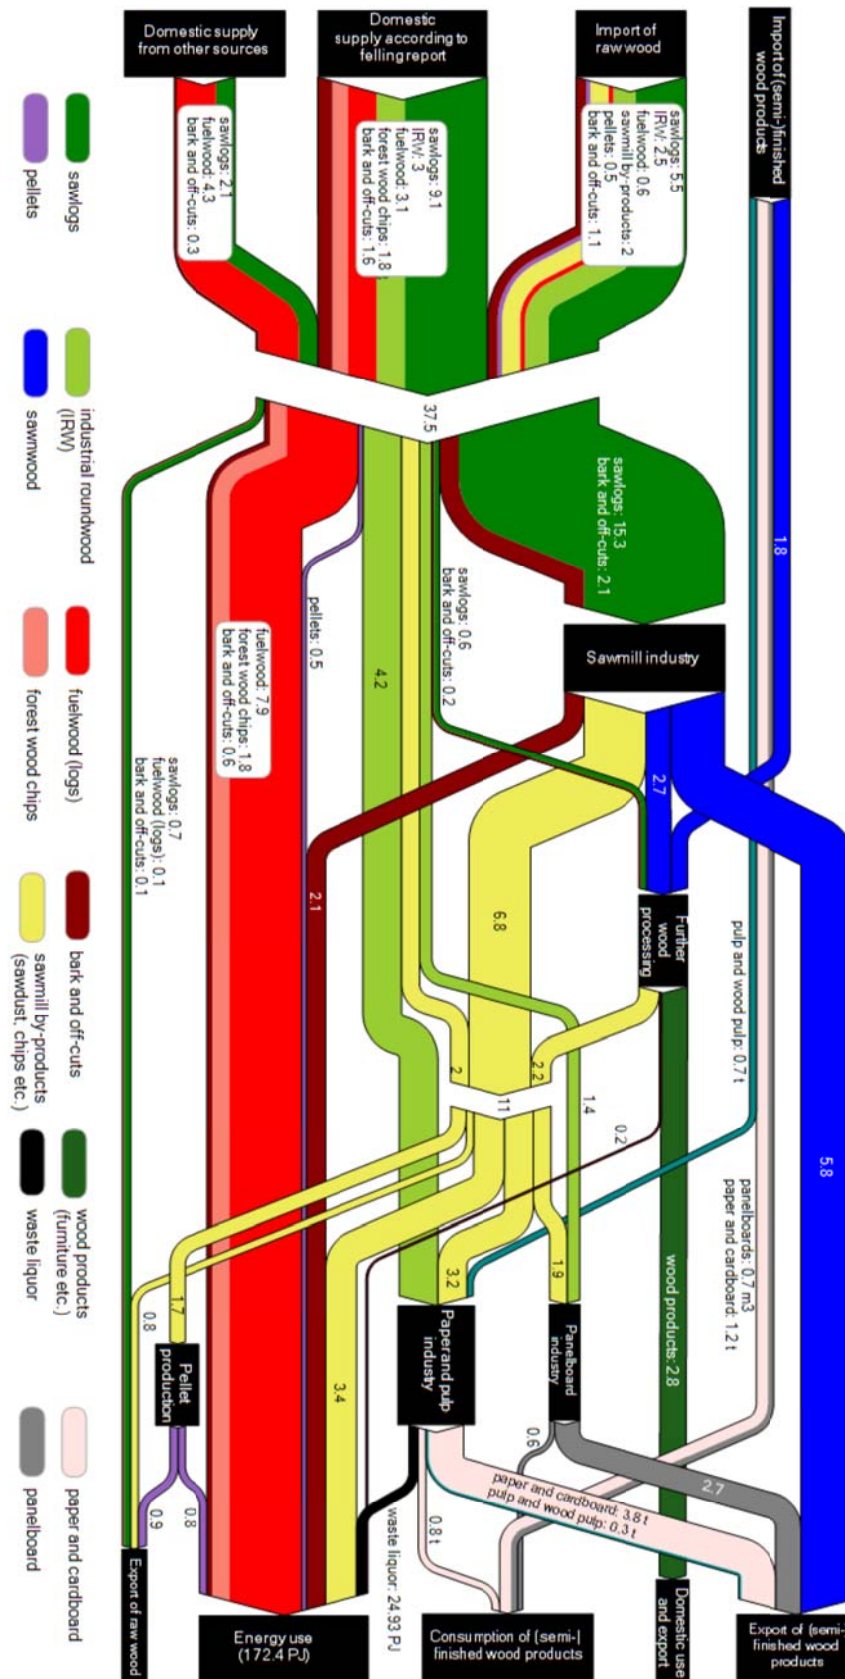 Import of (semi-)finished
wood products
Import of
raw wood
Domestic
supply according to
felling report
Domestic supply
from other sources
sawlogs: 5.5
IRW: 2.5
fuelwood: 0.6
sawmill by-products: 2
pellets: 0.5
bark and off-cuts: 1.1
sawlogs: 9.1
IRW: 3
fuelwood: 3.1
forest wood chips: 1.8
bark and off-cuts: 1.6
sawlogs: 2.1
fuelwood: 4.3
bark and off-cuts: 0.3
37.5
1.8
sawlogs: 15.3
bark and off-cuts: 2.1
sawlogs: 0.6
bark and off-cuts: 0.2
pellets: 0.5
4.2
fuelwood: 7.9
forest wood chips: 1.8
bark and off-cuts: 0.6
sawlogs: 0.7
fuelwood (logs): 0.1
bark and off-cuts: 0.1
Sawmill industry
2.7
2.1
6.8
Further
wood
processing
pulp and wood pulp: 0.7 t
5.8
2
2.2
11
1.4
0.2
panelboards: 0.7 m3
paper and cardboard: 1.2 t
wood products: 2.8
1.9
3.2
3.4
1.7
0.8
Panelboard
industry
Paper and pulp
industry
Pellet
production
0.6
2.7
paper and cardboard: 3.8 t
pulp and wood pulp: 0.3 t
0.8 t
waste liquor: 24.93 PJ
0.8
0.9
Export of (semi-)
finished wood
products
Domestic use
and export
Consumption of (semi-)
finished wood products
Energy use
(172.4 PJ)
Export of raw wood
sawlogs
industrial roundwood
(IRW)
fuelwood (logs)
bark and off-cuts
wood products
(furniture etc.)
paper and cardboard
pellets
sawnwood
forest wood chips
sawmill by-products
(sawdust, chips etc.)
waste liquor
panelboard